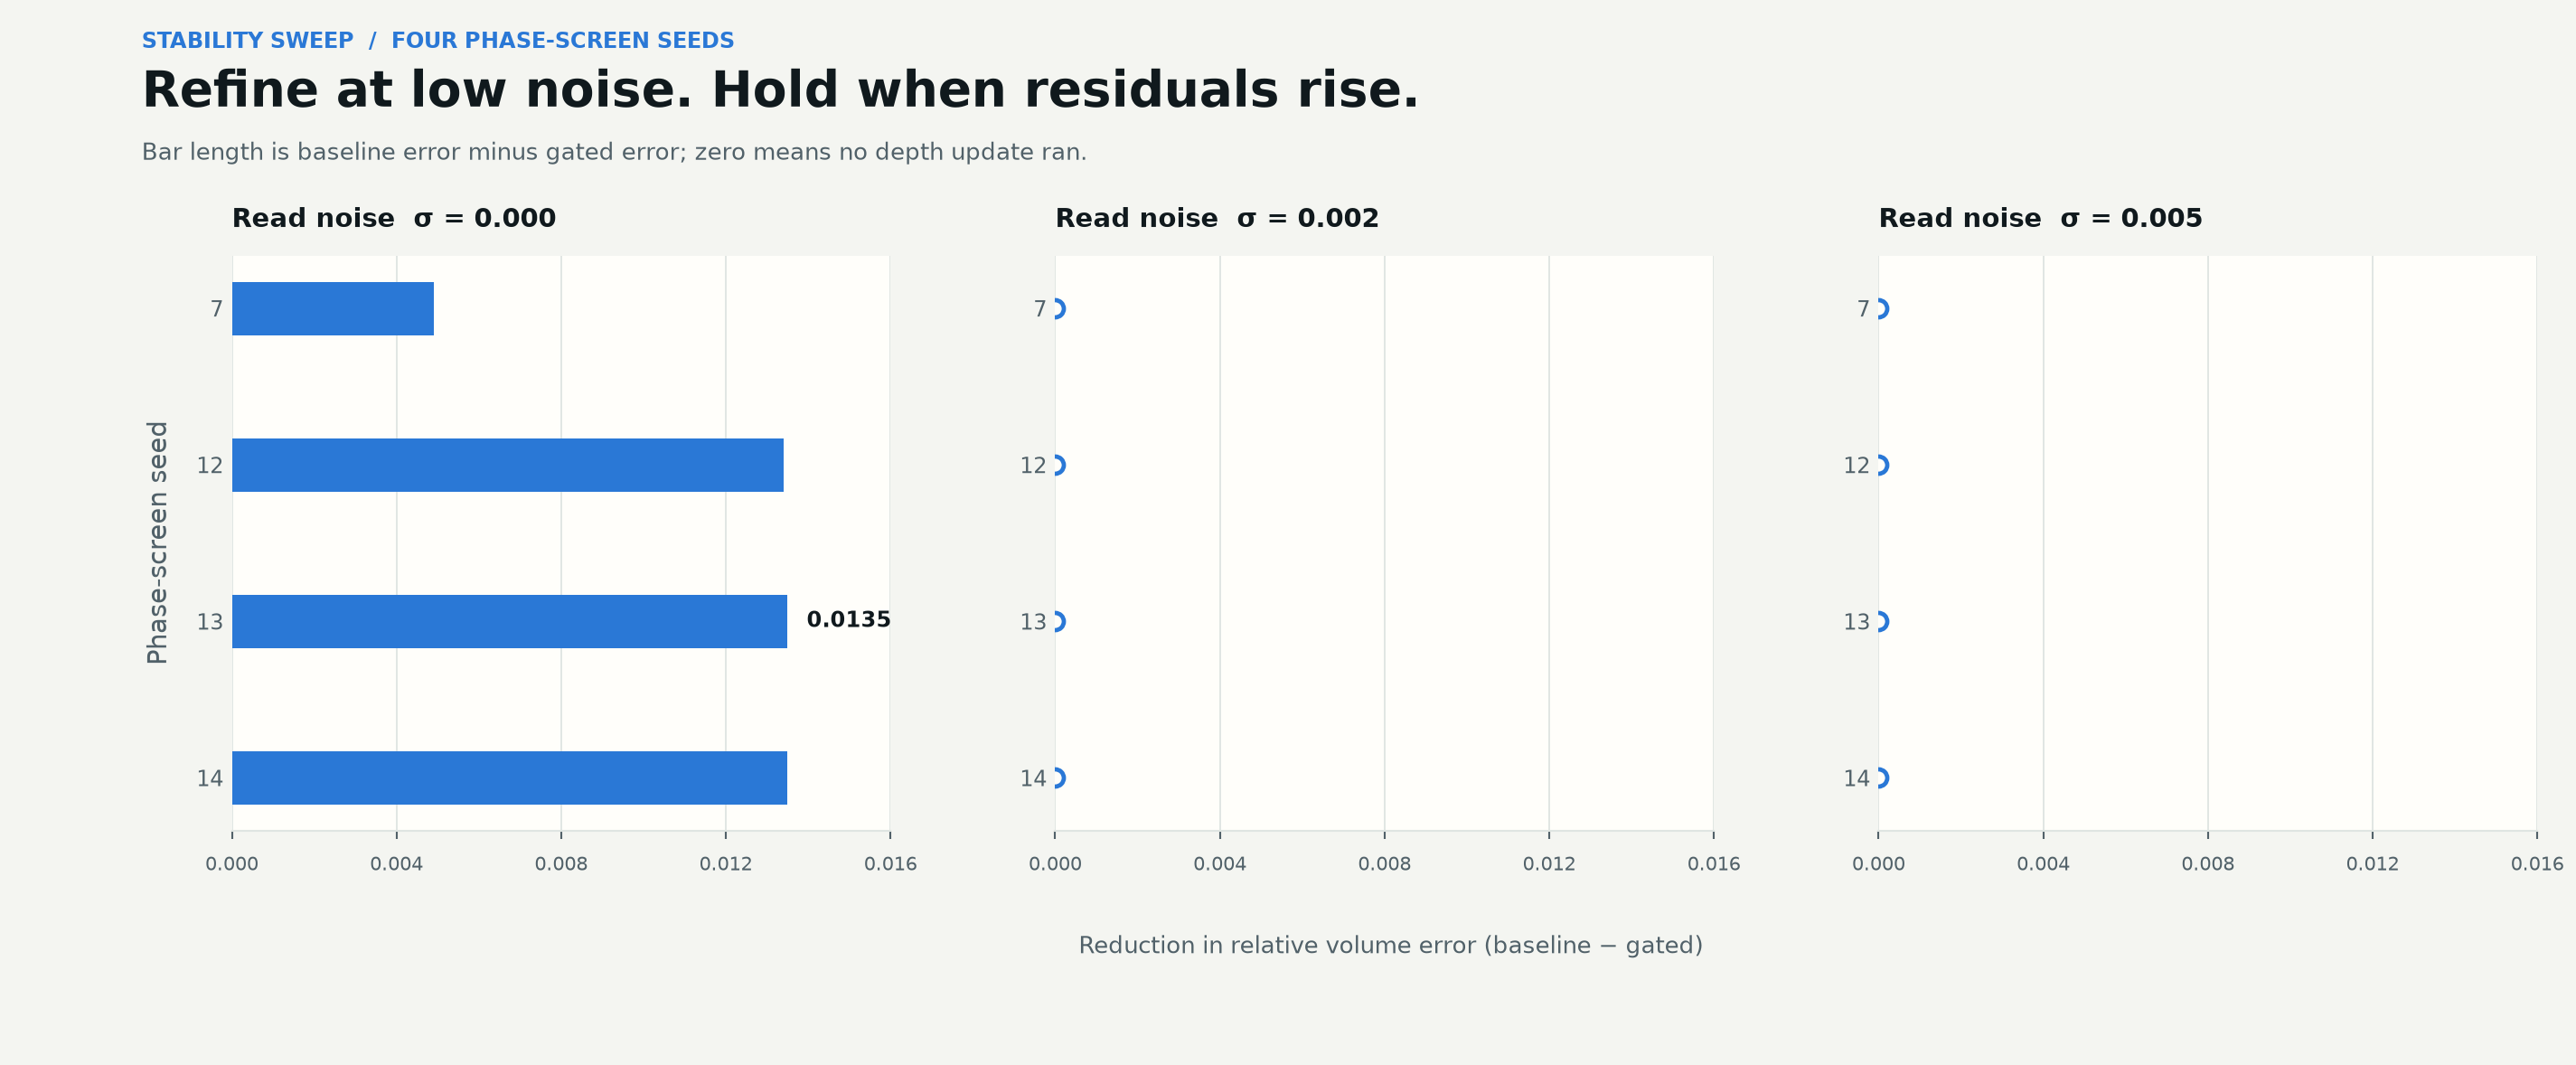 STABILITY SWEEP / FOUR PHASE-SCREEN SEEDS
Refine at low noise. Hold when residuals rise.
Bar length is baseline error minus gated error; zero means no depth update ran.
Read noise σ = 0.000
Read noise σ = 0.002
Read noise σ = 0.005
Phase-screen seed
7
12
13
14
0.0135
0.000 0.004 0.008 0.012 0.016
7
12
13
14
0.000 0.004 0.008 0.012 0.016
7
12
13
14
0.000 0.004 0.008 0.012 0.016
Reduction in relative volume error (baseline − gated)